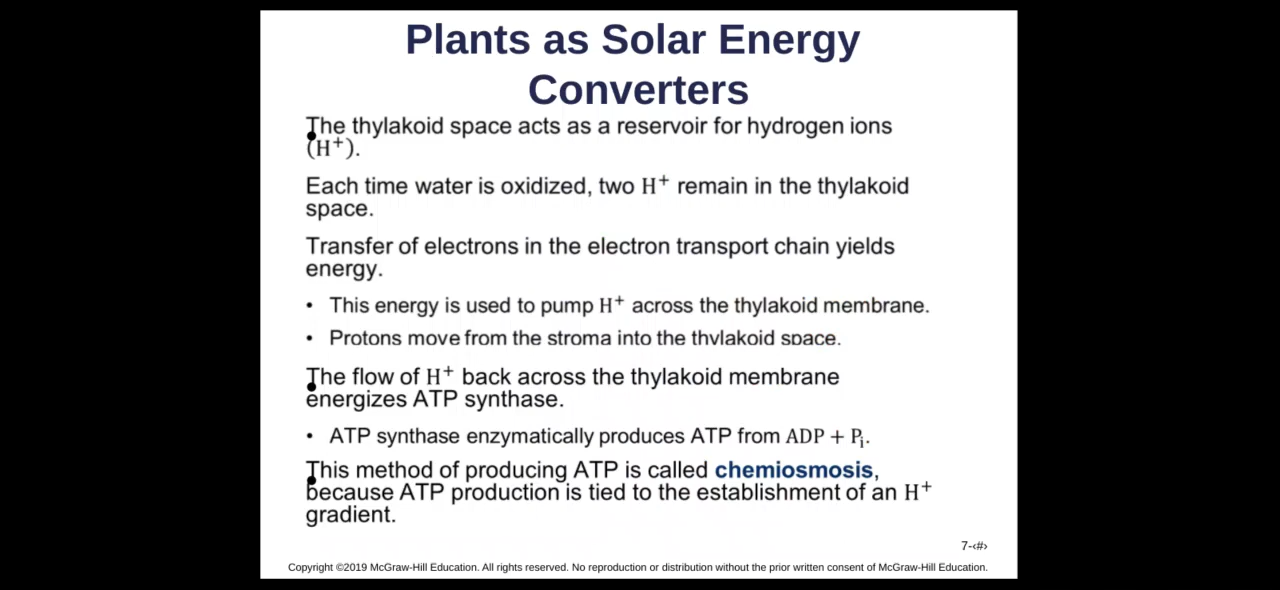 Plants as Solar Energy
Converters
The thylakoid space acts as a reservoir for hydrogen ions
(H⁺).
Each time water is oxidized, two H⁺ remain in the thylakoid
space.
Transfer of electrons in the electron transport chain yields
energy.
• This energy is used to pump H⁺ across the thylakoid membrane.
• Protons move from the stroma into the thylakoid space.
The flow of H⁺ back across the thylakoid membrane
energizes ATP synthase.
• ATP synthase enzymatically produces ATP from ADP + Pᵢ.
This method of producing ATP is called chemiosmosis,
because ATP production is tied to the establishment of an H⁺
gradient.
7-‹#›
Copyright ©2019 McGraw-Hill Education. All rights reserved. No reproduction or distribution without the prior written consent of McGraw-Hill Education.